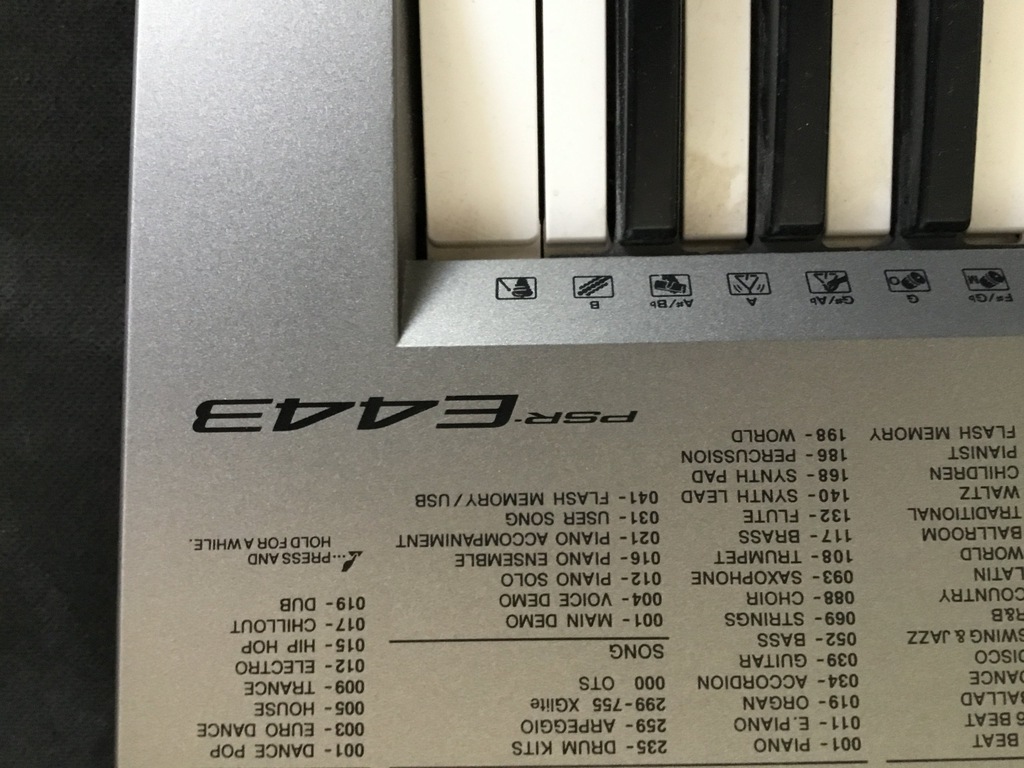 BEAT
6 BEAT
BALLAD
DANCE
DISCO
SWING & JAZZ
R&B
COUNTRY
LATIN
WORLD
BALLROOM
TRADITIONAL
WALTZ
CHILDREN
PIANIST
FLASH MEMORY
001 - PIANO
011 - E.PIANO
019 - ORGAN
034 - ACCORDION
039 - GUITAR
052 - BASS
069 - STRINGS
088 - CHOIR
093 - SAXOPHONE
108 - TRUMPET
117 - BRASS
132 - FLUTE
140 - SYNTH LEAD
168 - SYNTH PAD
186 - PERCUSSION
198 - WORLD
235 - DRUM KITS
259 - ARPEGGIO
299-755 XGlite
000 OTS
SONG
001 - MAIN DEMO
004 - VOICE DEMO
012 - PIANO SOLO
016 - PIANO ENSEMBLE
021 - PIANO ACCOMPANIMENT
031 - USER SONG
041 - FLASH MEMORY / USB
001 - DANCE POP
003 - EURO DANCE
005 - HOUSE
009 - TRANCE
012 - ELECTRO
015 - HIP HOP
017 - CHILLOUT
019 - DUB
...PRESS AND
HOLD FOR A WHILE.
PSR-E443
F♯/G♭ G G♯/A♭ A A♯/B♭ B